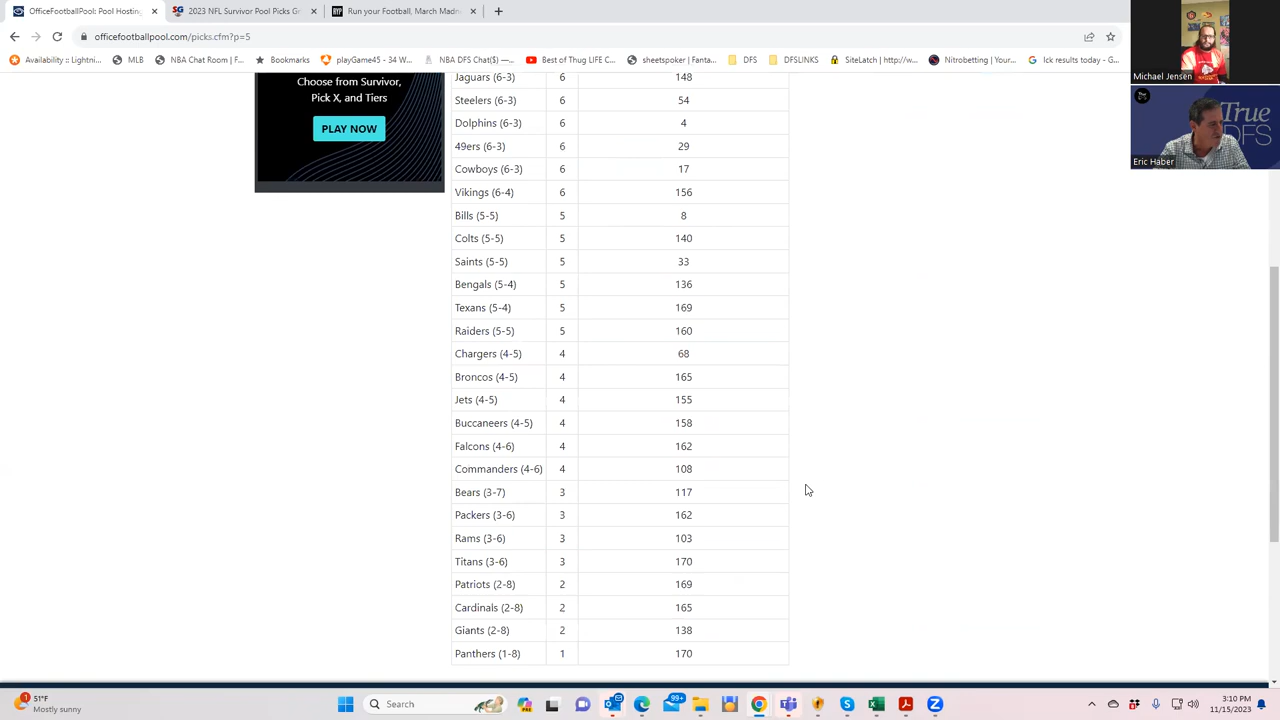 OfficeFootballPool: Pool Hosting
2023 NFL Survivor Pool Picks Gr
Run your Football, March Madn
officefootballpool.com/picks.cfm?p=5
Availability :: Lightni...
MLB
NBA Chat Room | F...
Bookmarks
playGame45 - 34 W...
NBA DFS Chat($) —...
Best of Thug LIFE C...
sheetspoker | Fanta...
DFS
DFSLINKS
SiteLatch | http://w...
Nitrobetting | Your...
Ick results today - G...
Choose from Survivor,
Pick X, and Tiers
PLAY NOW
Jaguars (6-3) 6 148
Steelers (6-3) 6 54
Dolphins (6-3) 6 4
49ers (6-3) 6 29
Cowboys (6-3) 6 17
Vikings (6-4) 6 156
Bills (5-5) 5 8
Colts (5-5) 5 140
Saints (5-5) 5 33
Bengals (5-4) 5 136
Texans (5-4) 5 169
Raiders (5-5) 5 160
Chargers (4-5) 4 68
Broncos (4-5) 4 165
Jets (4-5) 4 155
Buccaneers (4-5) 4 158
Falcons (4-6) 4 162
Commanders (4-6) 4 108
Bears (3-7) 3 117
Packers (3-6) 3 162
Rams (3-6) 3 103
Titans (3-6) 3 170
Patriots (2-8) 2 169
Cardinals (2-8) 2 165
Giants (2-8) 2 138
Panthers (1-8) 1 170
Michael Jensen
True
DFS
Eric Haber
51°F
Mostly sunny
Search
99+
3:10 PM
11/15/2023